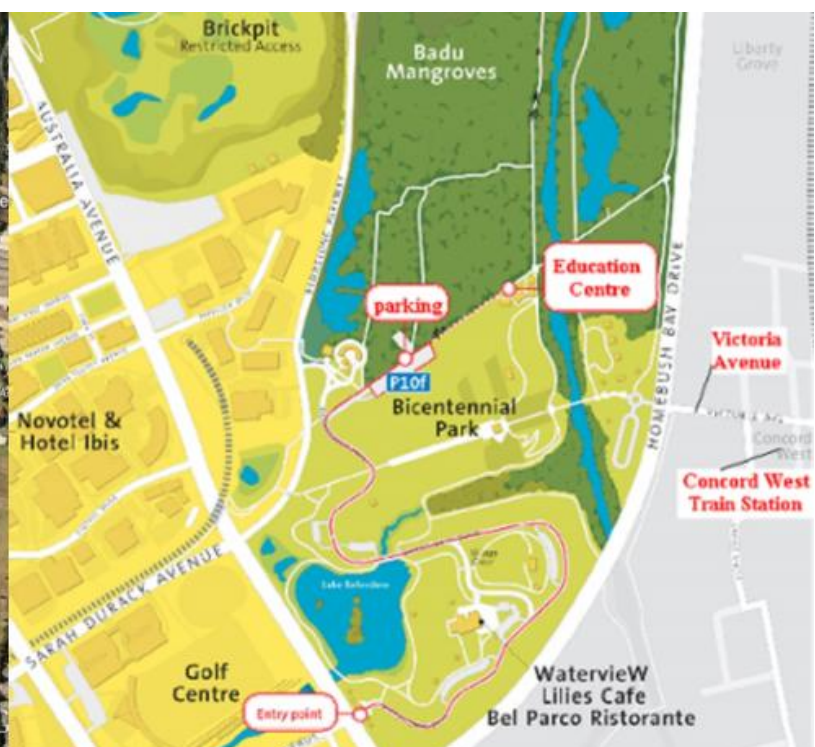 Brickpit
Restricted Access
Badu
Mangroves
Liberty
Grove
AUSTRALIA AVENUE
HOMEBUSH BAY DRIVE
Education
Centre
parking
P10f
Victoria
Avenue
VICTORIA AVE
Bicentennial
Park
Novotel &
Hotel Ibis
Concord
West
Concord West
Train Station
SARAH DURACK AVENUE
Lake Belvedere
Golf
Centre
WatervieW
Lilies Cafe
Bel Parco Ristorante
Entry point